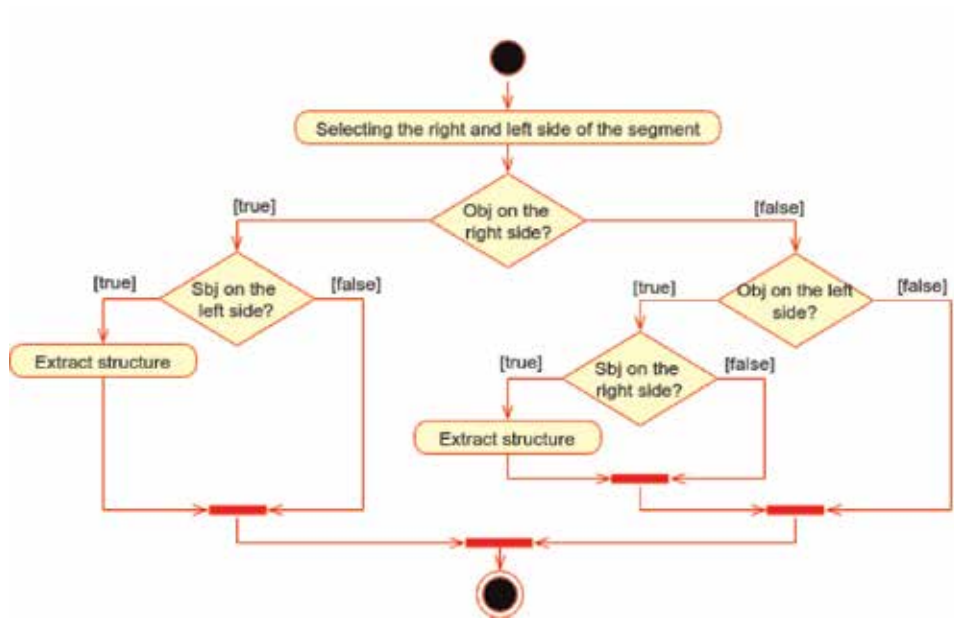 Selecting the right and left side of the segment
Obj on the
right side?
[true]
[false]
Sbj on the
left side?
[true]
[false]
Obj on the left
side?
[true]
[false]
Extract structure
Sbj on the
right side?
[true]
[false]
Extract structure